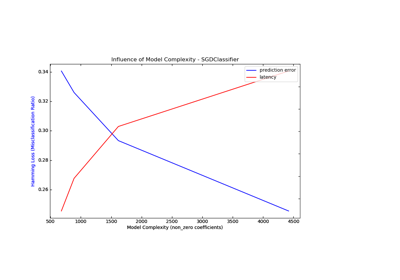 Influence of Model Complexity - SGDClassifier
prediction error
latency
0.34
0.32
0.30
0.28
0.26
Hamming Loss (Misclassification Ratio)
500 1000 1500 2000 2500 3000 3500 4000 4500
Model Complexity (non_zero coefficients)